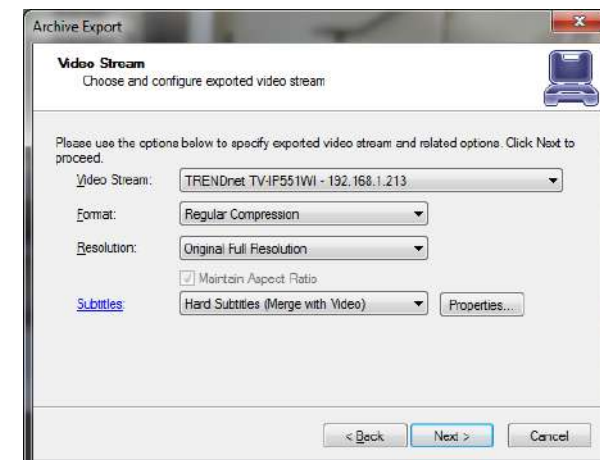 Archive Export
Video Stream
Choose and configure exported video stream
Please use the options below to specify exported video stream and related options. Click Next to
proceed.
Video Stream: TRENDnet TV-IP551WI - 192.168.1.213
Format: Regular Compression
Resolution: Original Full Resolution
Maintain Aspect Ratio
Subtitles: Hard Subtitles (Merge with Video) Properties...
< Back Next > Cancel